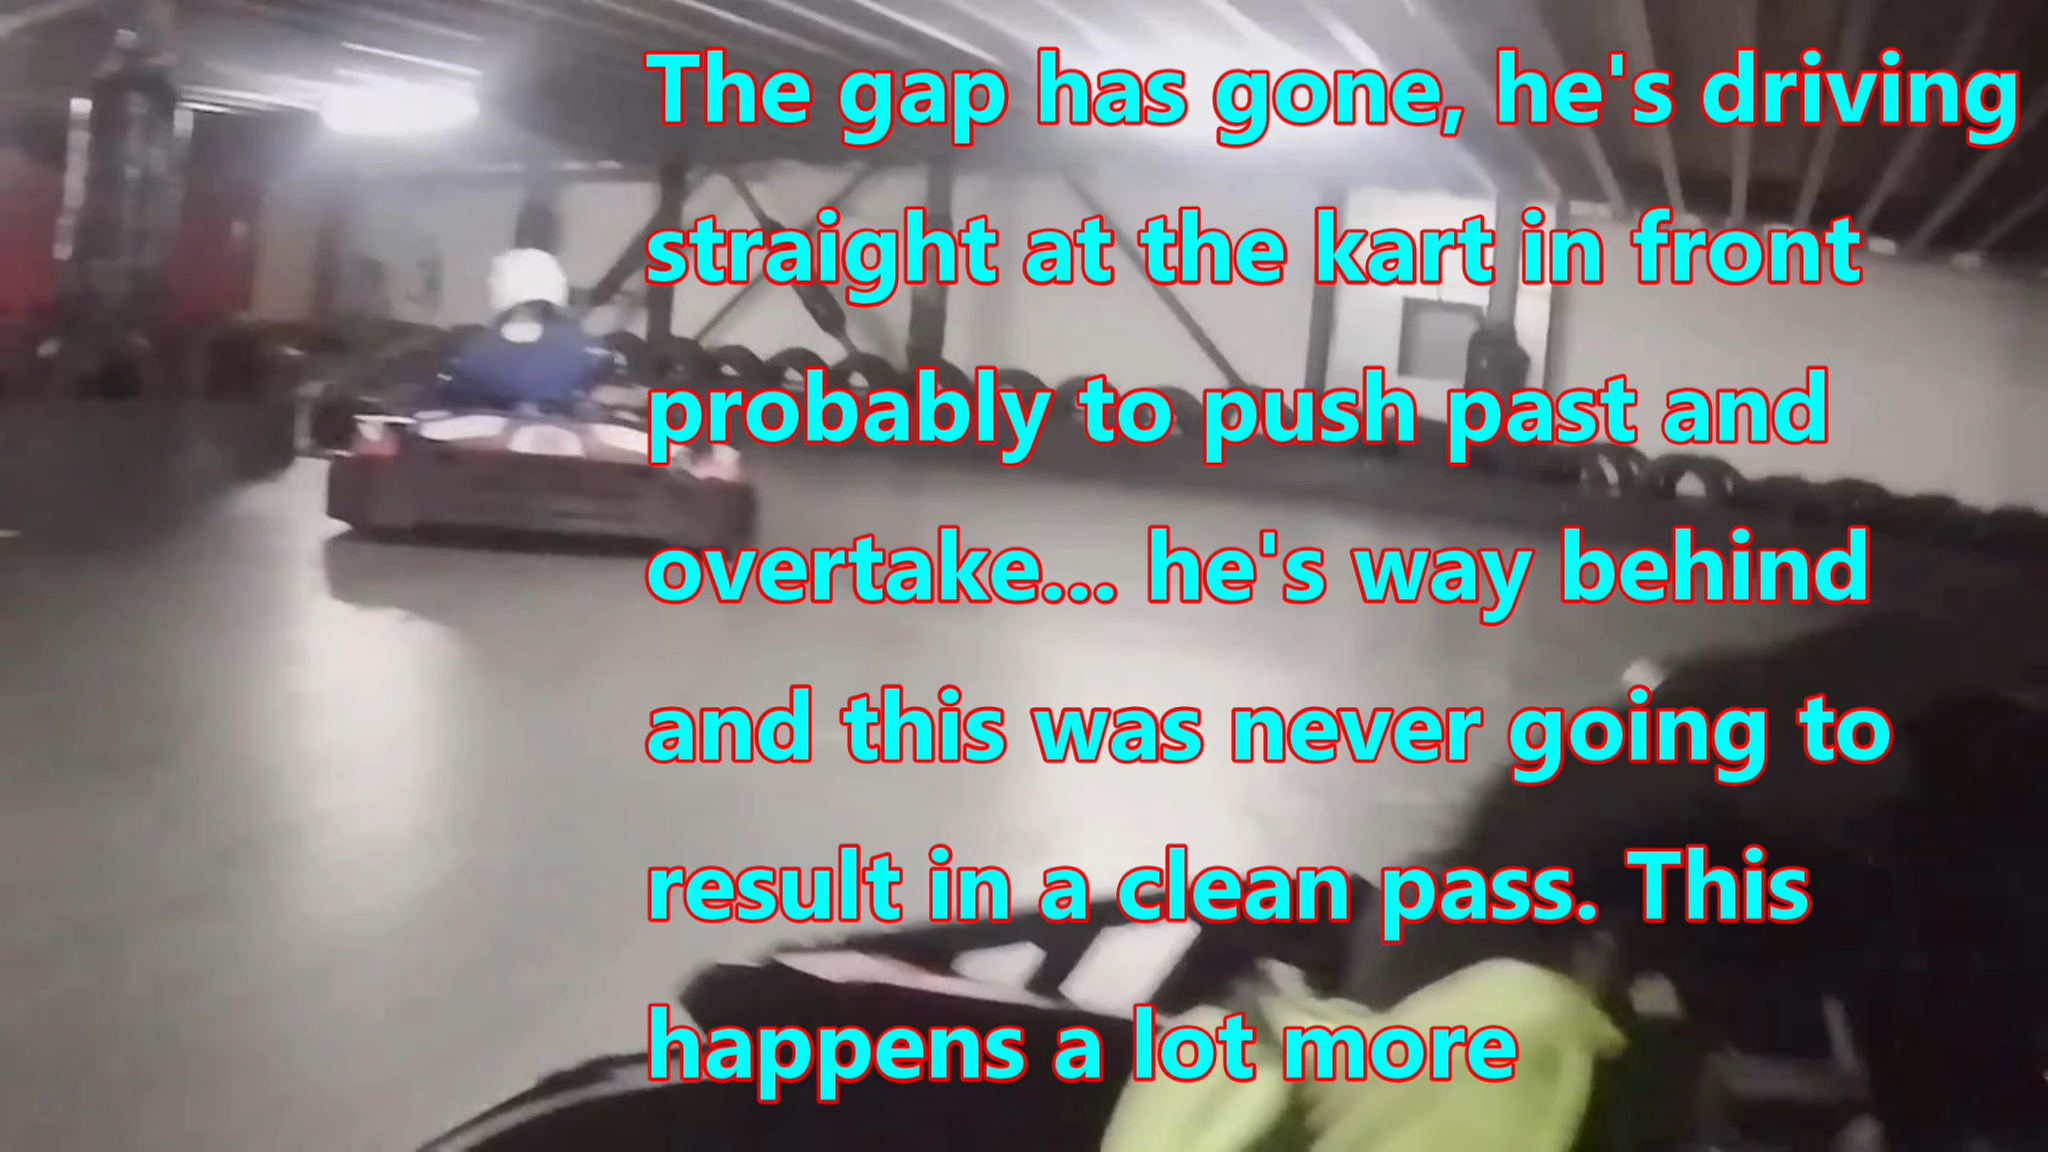 The gap has gone, he's driving
straight at the kart in front
probably to push past and
overtake... he's way behind
and this was never going to
result in a clean pass. This
happens a lot more